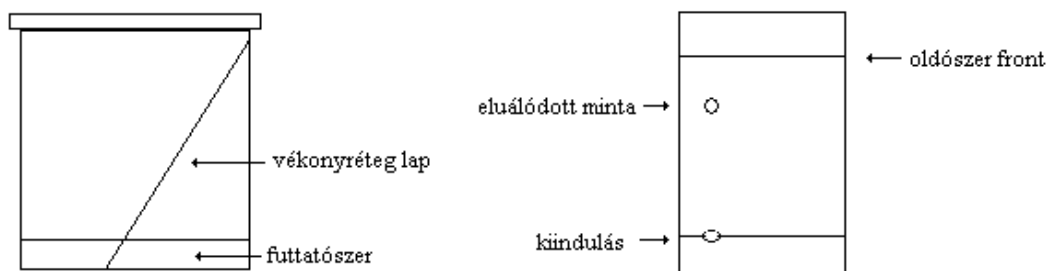 oldószer front
eluálódott minta
vékonyréteg lap
kiindulás
futtatószer